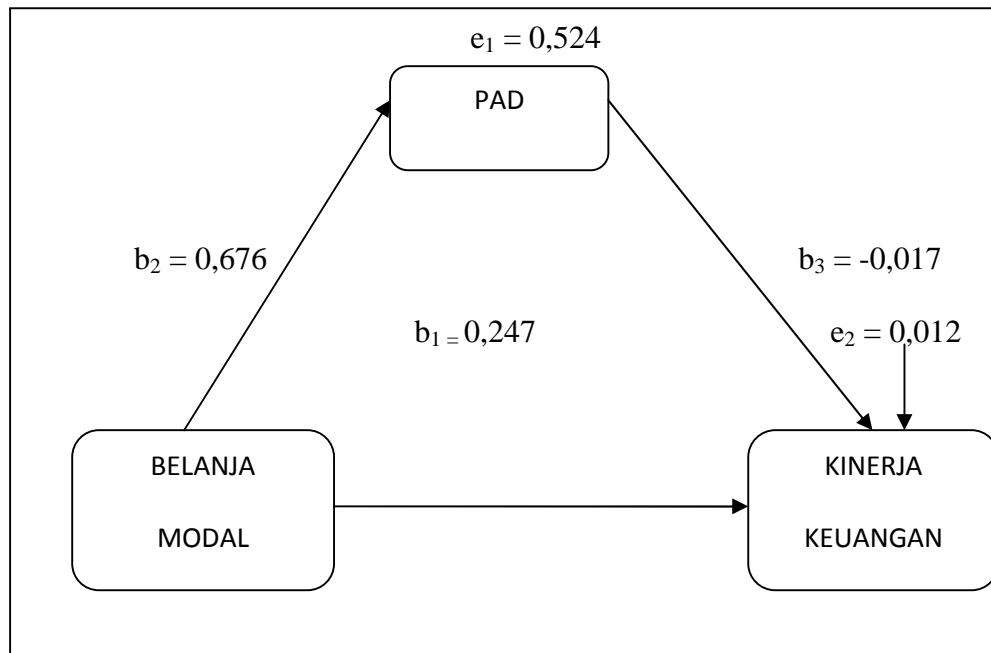 e₁ = 0,524
PAD
b₂ = 0,676
b₃ = -0,017
b₁ = 0,247
e₂ = 0,012
BELANJA
MODAL
KINERJA
KEUANGAN